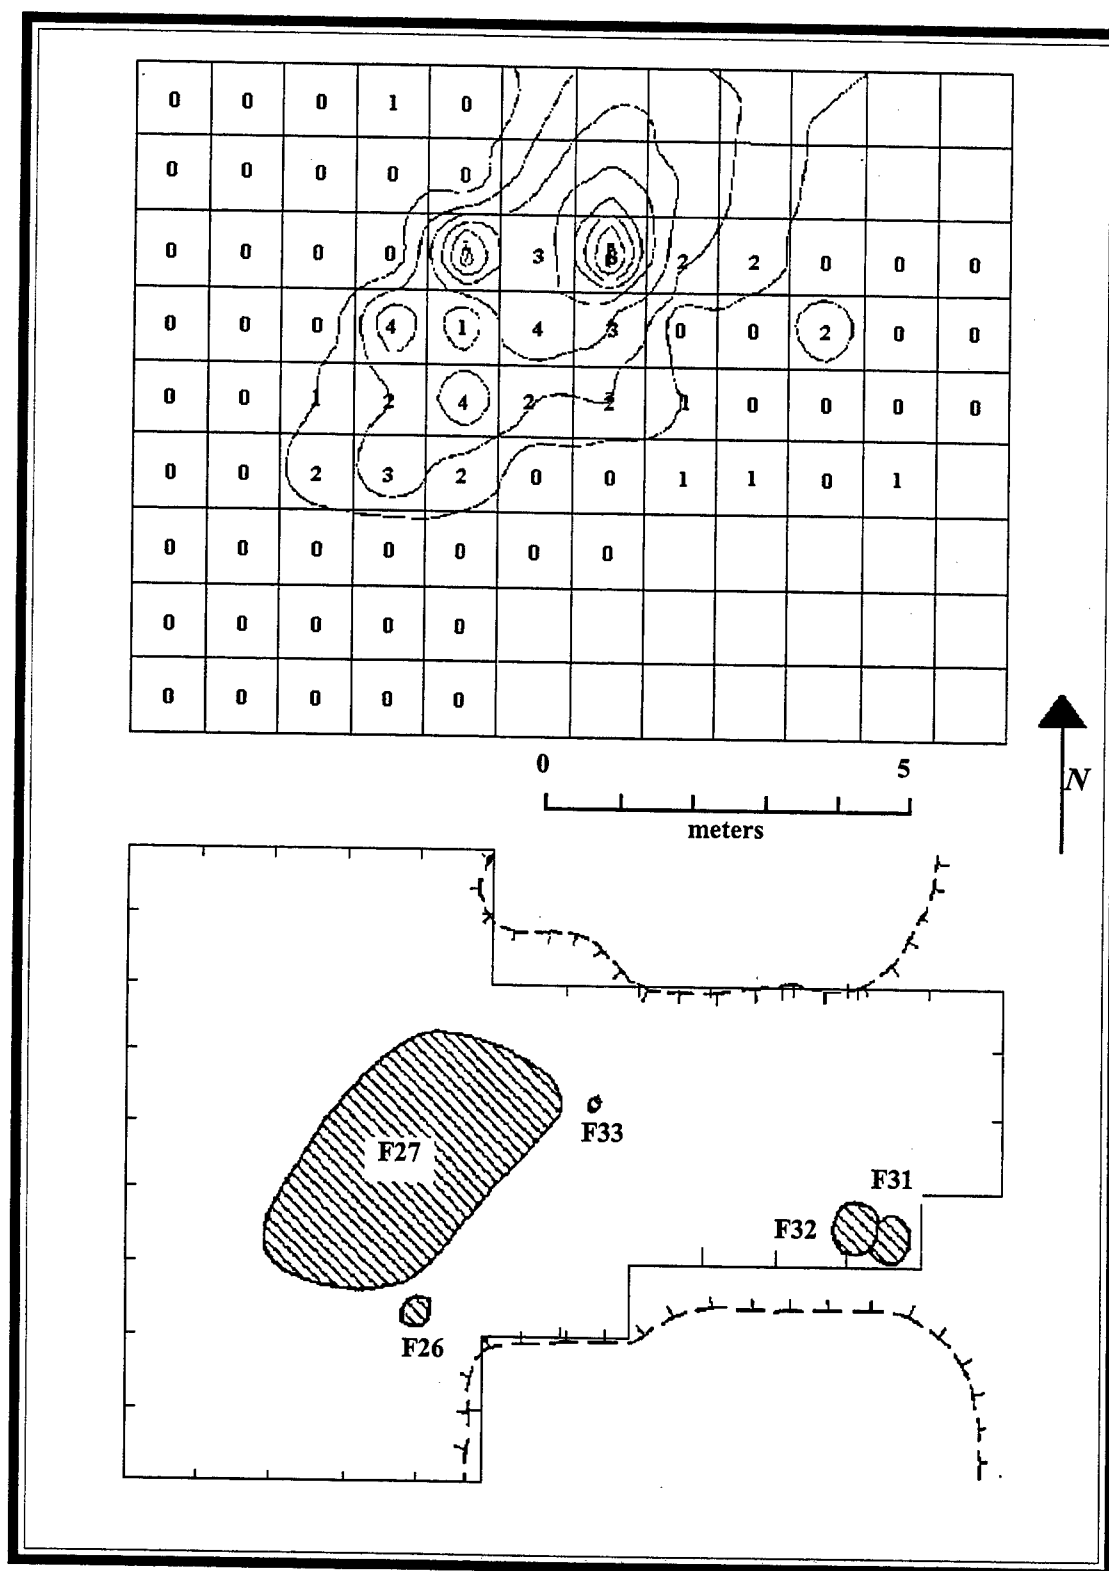 0 0 0 1 0
0 0 0 0 0
0 0 0 0 3 2 2 0 0 0
0 0 0 4 1 4 3 0 0 2 0 0
0 0 1 2 4 2 2 1 0 0 0 0
0 0 2 3 2 0 0 1 1 0 1
0 0 0 0 0 0 0
0 0 0 0 0
0 0 0 0 0
0 5
meters
N
F33
F27
F31
F32
F26